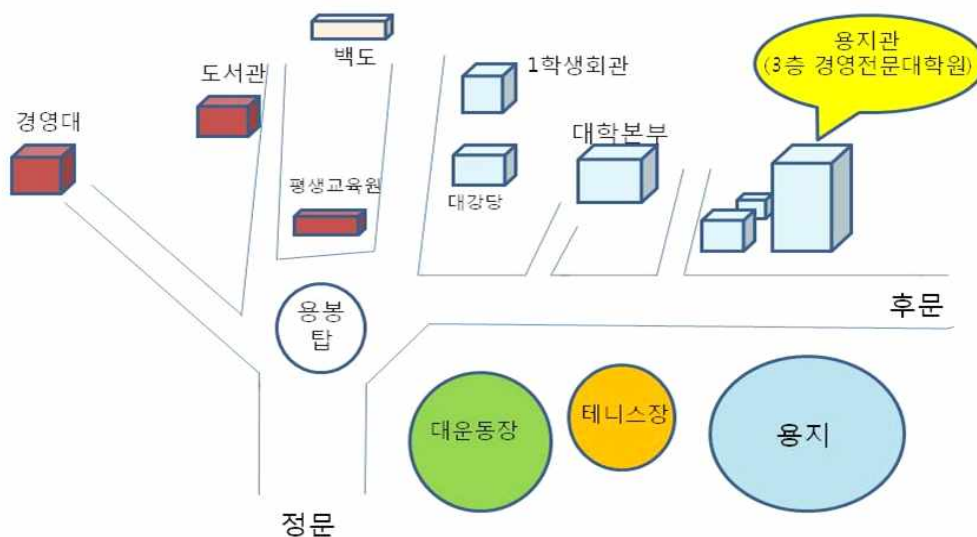 백도
용지관
(3층 경영전문대학원)
1학생회관
도서관
경영대
대학본부
평생교육원
대강당
용봉
탑
후문
대운동장
테니스장
용지
정문